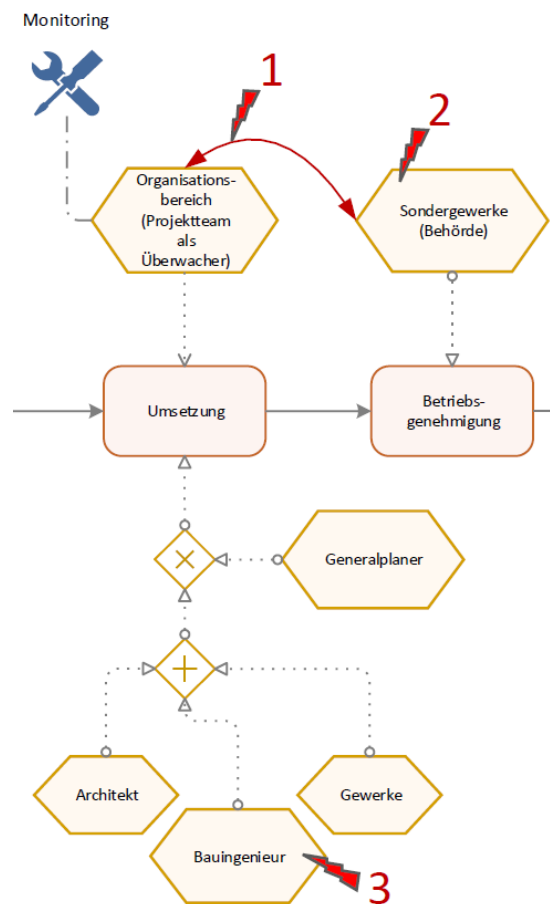 Monitoring
1
2
Organisations-
bereich
(Projektteam
als
Überwacher)
Sondergewerke
(Behörde)
Umsetzung
Betriebs-
genehmigung
Generalplaner
Architekt
Gewerke
Bauingenieur
3